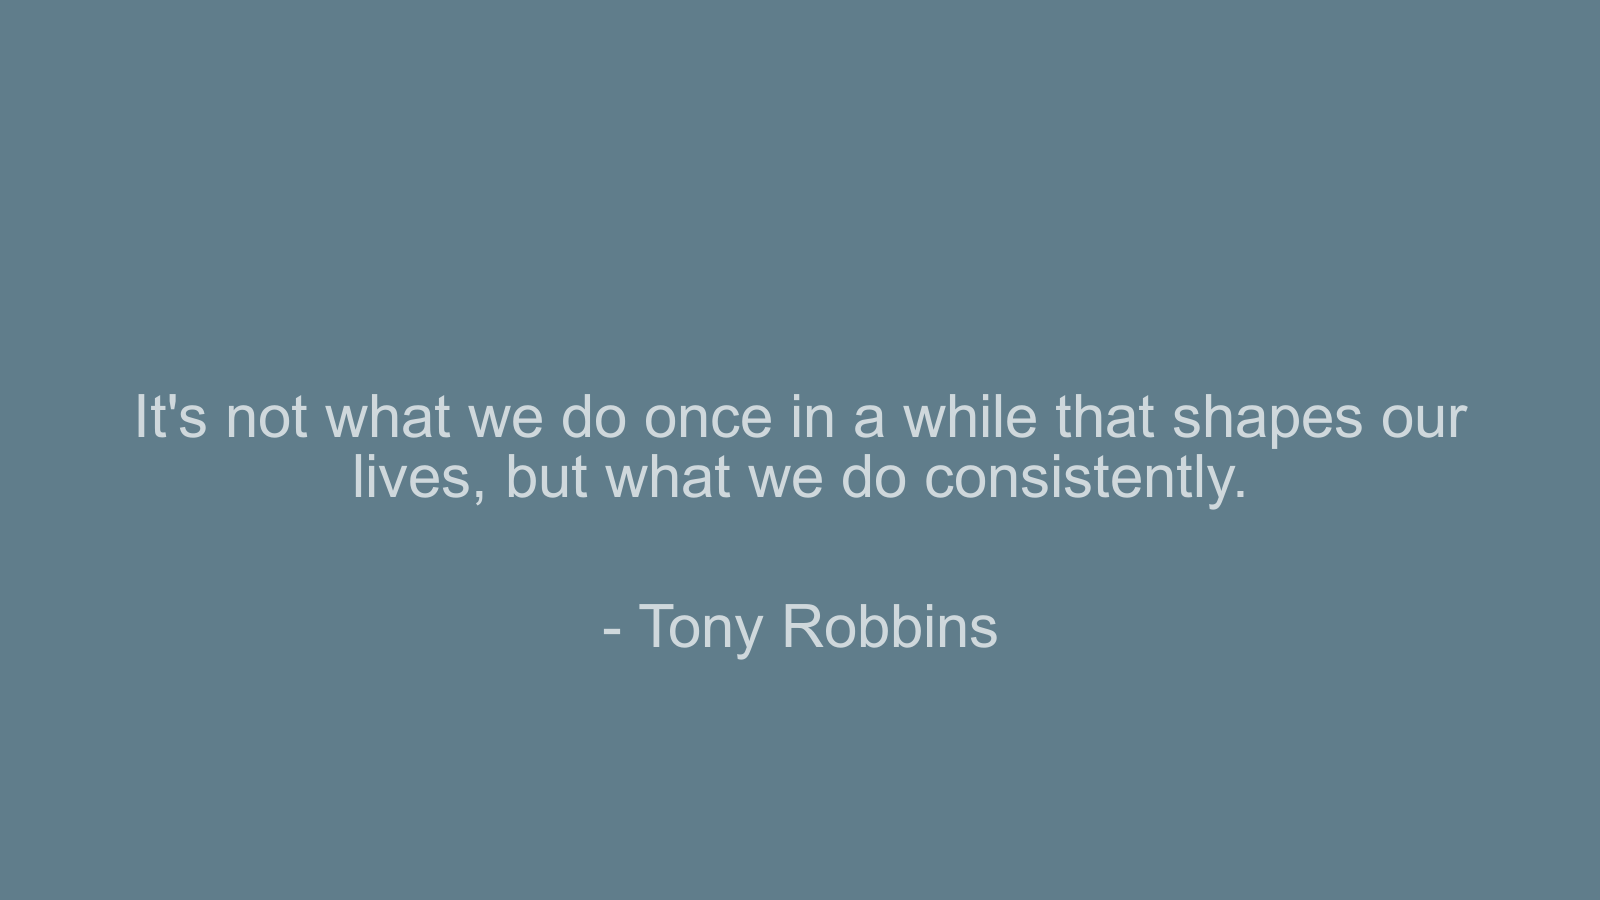 It's not what we do once in a while that shapes our
lives, but what we do consistently.
- Tony Robbins